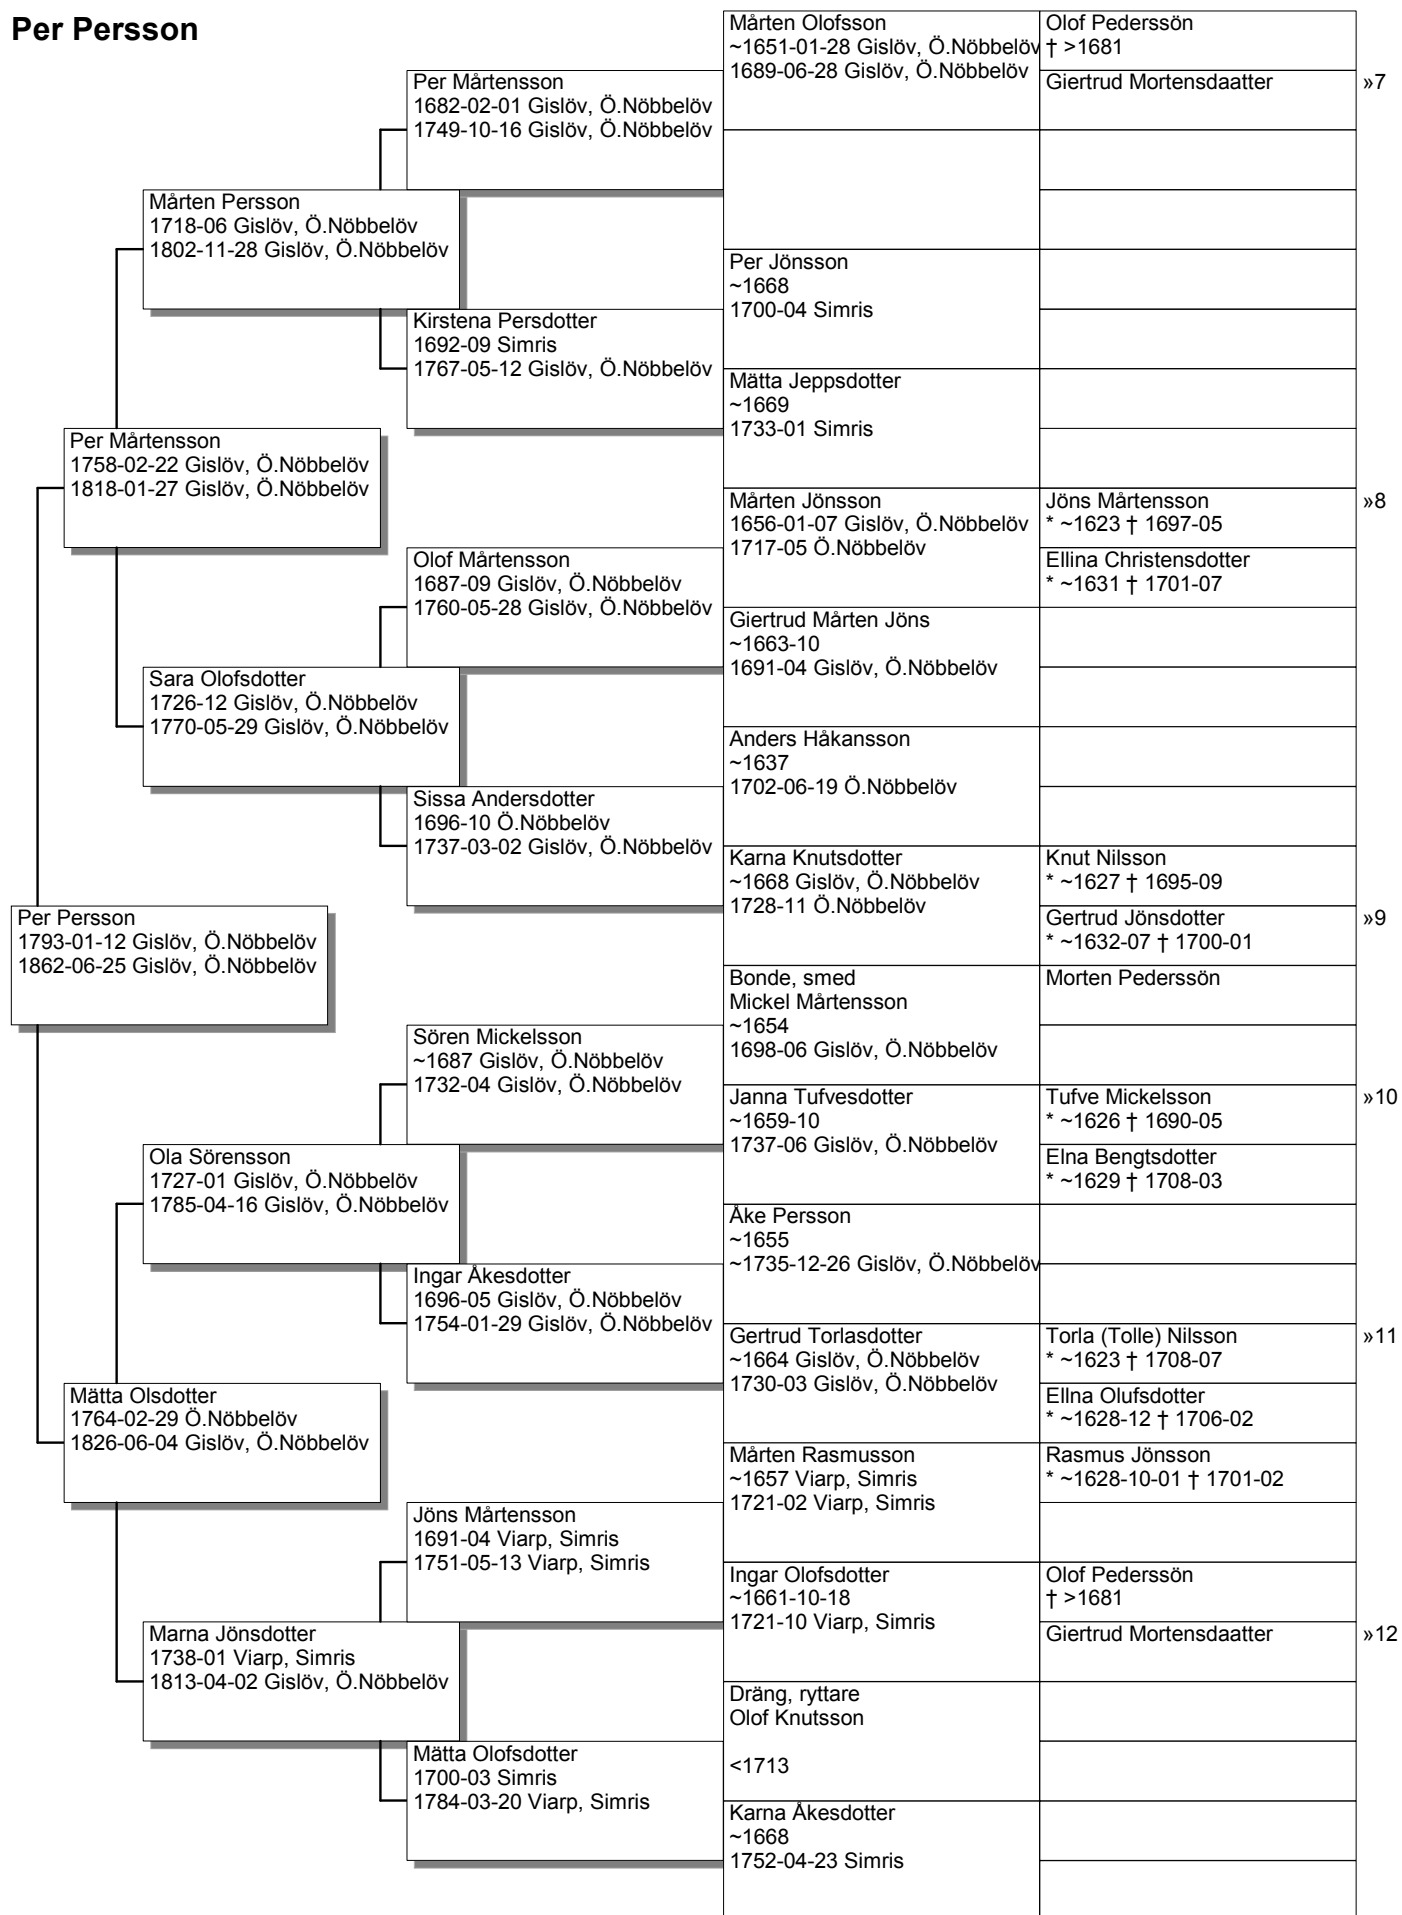 Per Persson
Per Persson
1793-01-12 Gislöv, Ö.Nöbbelöv
1862-06-25 Gislöv, Ö.Nöbbelöv
Per Mårtensson
1758-02-22 Gislöv, Ö.Nöbbelöv
1818-01-27 Gislöv, Ö.Nöbbelöv
Mätta Olsdotter
1764-02-29 Ö.Nöbbelöv
1826-06-04 Gislöv, Ö.Nöbbelöv
Mårten Persson
1718-06 Gislöv, Ö.Nöbbelöv
1802-11-28 Gislöv, Ö.Nöbbelöv
Sara Olofsdotter
1726-12 Gislöv, Ö.Nöbbelöv
1770-05-29 Gislöv, Ö.Nöbbelöv
Ola Sörensson
1727-01 Gislöv, Ö.Nöbbelöv
1785-04-16 Gislöv, Ö.Nöbbelöv
Marna Jönsdotter
1738-01 Viarp, Simris
1813-04-02 Gislöv, Ö.Nöbbelöv
Per Mårtensson
1682-02-01 Gislöv, Ö.Nöbbelöv
1749-10-16 Gislöv, Ö.Nöbbelöv
Kirstena Persdotter
1692-09 Simris
1767-05-12 Gislöv, Ö.Nöbbelöv
Olof Mårtensson
1687-09 Gislöv, Ö.Nöbbelöv
1760-05-28 Gislöv, Ö.Nöbbelöv
Sissa Andersdotter
1696-10 Ö.Nöbbelöv
1737-03-02 Gislöv, Ö.Nöbbelöv
Sören Mickelsson
~1687 Gislöv, Ö.Nöbbelöv
1732-04 Gislöv, Ö.Nöbbelöv
Ingar Åkesdotter
1696-05 Gislöv, Ö.Nöbbelöv
1754-01-29 Gislöv, Ö.Nöbbelöv
Jöns Mårtensson
1691-04 Viarp, Simris
1751-05-13 Viarp, Simris
Mätta Olofsdotter
1700-03 Simris
1784-03-20 Viarp, Simris
Mårten Olofsson
~1651-01-28 Gislöv, Ö.Nöbbelöv
1689-06-28 Gislöv, Ö.Nöbbelöv
Per Jönsson
~1668
1700-04 Simris
Mätta Jeppsdotter
~1669
1733-01 Simris
Mårten Jönsson
1656-01-07 Gislöv, Ö.Nöbbelöv
1717-05 Ö.Nöbbelöv
Giertrud Mårten Jöns
~1663-10
1691-04 Gislöv, Ö.Nöbbelöv
Anders Håkansson
~1637
1702-06-19 Ö.Nöbbelöv
Karna Knutsdotter
~1668 Gislöv, Ö.Nöbbelöv
1728-11 Ö.Nöbbelöv
Bonde, smed
Mickel Mårtensson
~1654
1698-06 Gislöv, Ö.Nöbbelöv
Janna Tufvesdotter
~1659-10
1737-06 Gislöv, Ö.Nöbbelöv
Åke Persson
~1655
~1735-12-26 Gislöv, Ö.Nöbbelöv
Gertrud Torlasdotter
~1664 Gislöv, Ö.Nöbbelöv
1730-03 Gislöv, Ö.Nöbbelöv
Mårten Rasmusson
~1657 Viarp, Simris
1721-02 Viarp, Simris
Ingar Olofsdotter
~1661-10-18
1721-10 Viarp, Simris
Dräng, ryttare
Olof Knutsson
<1713
Karna Åkesdotter
~1668
1752-04-23 Simris
Olof Pederssön
† >1681
Giertrud Mortensdaatter
»7
Jöns Mårtensson
* ~1623 † 1697-05
»8
Ellina Christensdotter
* ~1631 † 1701-07
Knut Nilsson
* ~1627 † 1695-09
Gertrud Jönsdotter
* ~1632-07 † 1700-01
»9
Morten Pederssön
Tufve Mickelsson
* ~1626 † 1690-05
»10
Elna Bengtsdotter
* ~1629 † 1708-03
Torla (Tolle) Nilsson
* ~1623 † 1708-07
»11
Ellna Olufsdotter
* ~1628-12 † 1706-02
Rasmus Jönsson
* ~1628-10-01 † 1701-02
Olof Pederssön
† >1681
Giertrud Mortensdaatter
»12